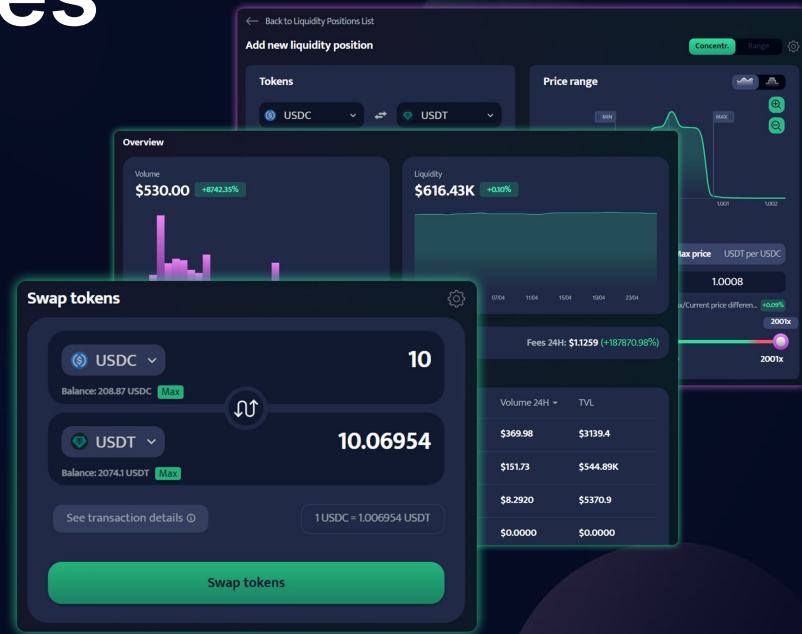 es
Back to Liquidity Positions List
Add new liquidity position
Concentr. Range
Tokens
USDC USDT
Price range
MIN MAX
1.001 1.002
Max price USDT per USDC
1.0008
+0.09%
2001x
2001x
Overview
Volume
$530.00 +8742.35%
Liquidity
$616.43K +0.10%
07/04 11/04 15/04 19/04 23/04
Fees 24H: $1.1259 (+187870.98%)
Volume 24H TVL
$369.98 $3139.4
$151.73 $544.89K
$8.2920 $5370.9
$0.0000 $0.0000
Swap tokens
USDC 10
Balance: 208.87 USDC Max
USDT 10.06954
Balance: 2074.1 USDT Max
See transaction details 1 USDC = 1.006954 USDT
Swap tokens